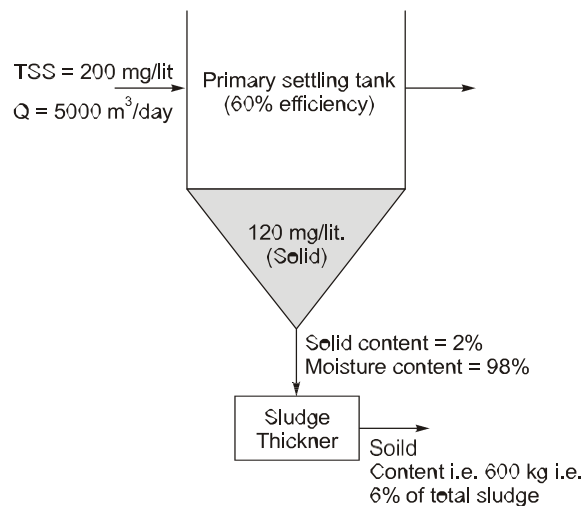 TSS = 200 mg/lit
Q = 5000 m³/day
Primary settling tank
(60% efficiency)
120 mg/lit.
(Solid)
Solid content = 2%
Moisture content = 98%
Sludge
Thickner
Soild
Content i.e. 600 kg i.e.
6% of total sludge